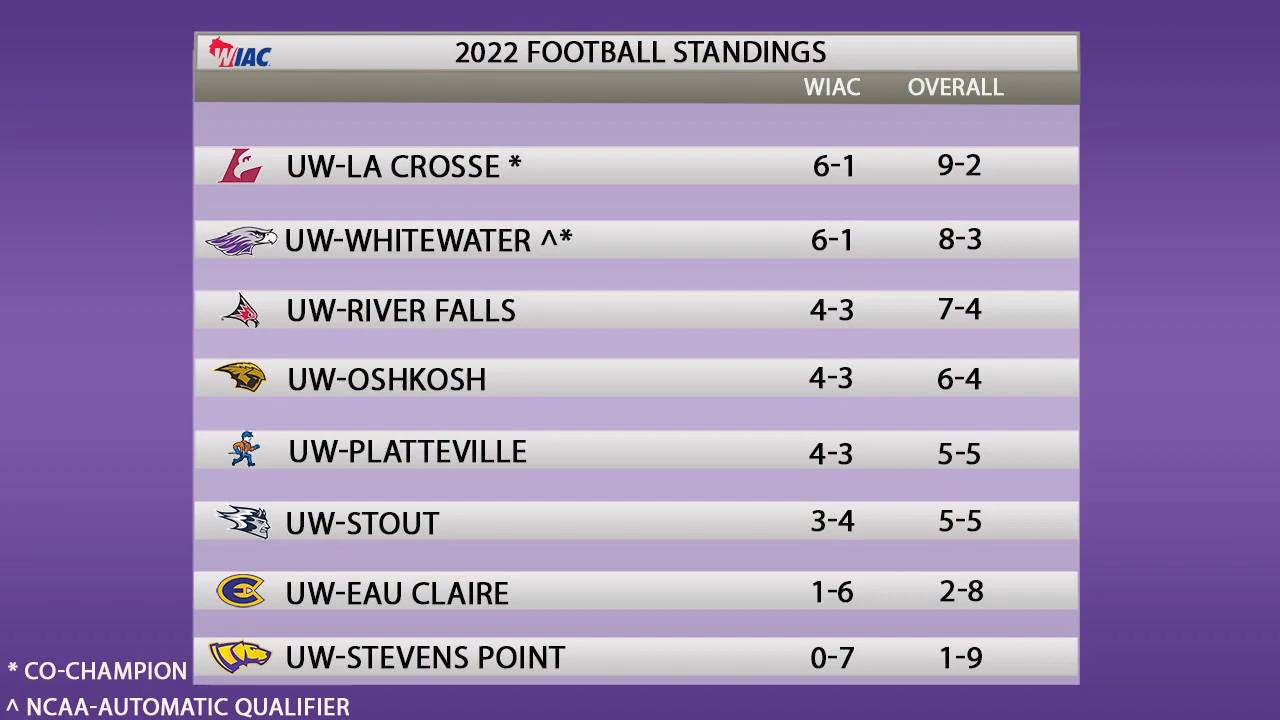 WIAC 2022 FOOTBALL STANDINGS
WIAC OVERALL
UW-LA CROSSE * 6-1 9-2
UW-WHITEWATER ^* 6-1 8-3
UW-RIVER FALLS 4-3 7-4
UW-OSHKOSH 4-3 6-4
UW-PLATTEVILLE 4-3 5-5
UW-STOUT 3-4 5-5
UW-EAU CLAIRE 1-6 2-8
UW-STEVENS POINT 0-7 1-9
* CO-CHAMPION
^ NCAA-AUTOMATIC QUALIFIER